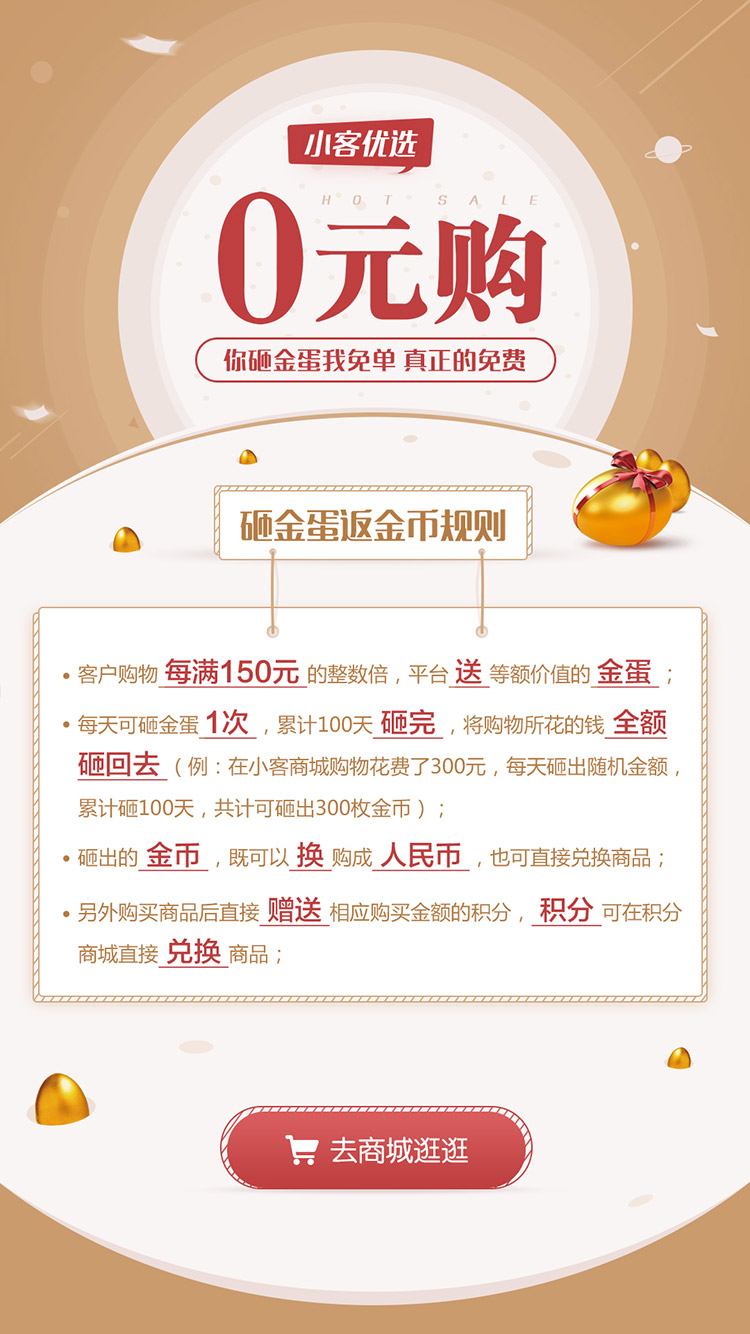 小客优选
HOT SALE
0元购
你砸金蛋我免单 真正的免费
砸金蛋返金币规则
• 客户购物 每满150元 的整数倍，平台 送 等额价值的 金蛋 ；
• 每天可砸金蛋 1次 ，累计100天 砸完 ，将购物所花的钱 全额
砸回去 （例：在小客商城购物花费了300元，每天砸出随机金额，
累计砸100天，共计可砸出300枚金币）；
• 砸出的 金币 ，既可以 换 购成 人民币 ，也可直接兑换商品；
• 另外购买商品后直接 赠送 相应购买金额的积分， 积分 可在积分
商城直接 兑换 商品；
去商城逛逛